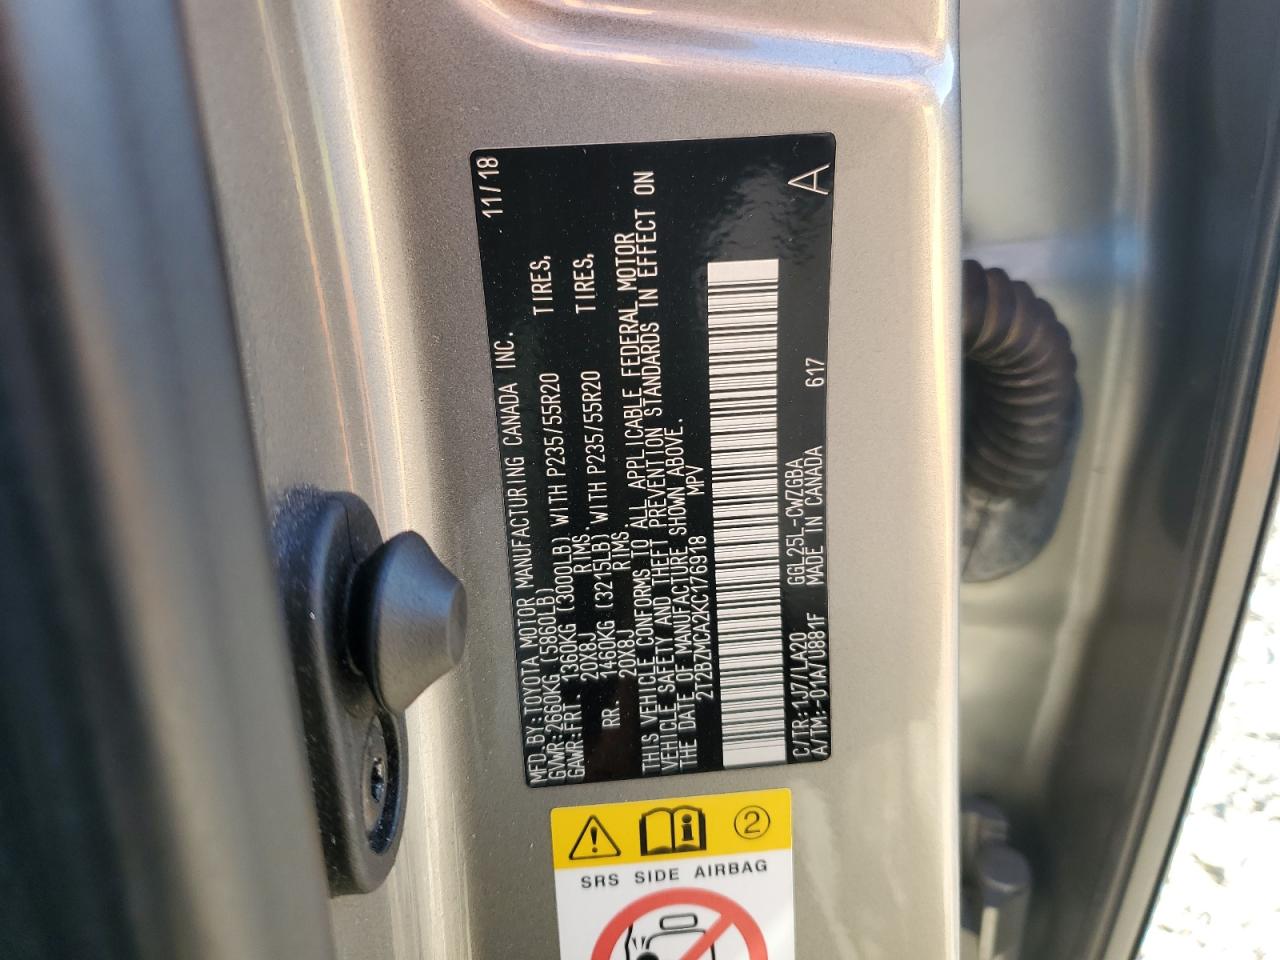 MFD.BY:TOYOTA MOTOR MANUFACTURING CANADA INC. 11/18
GVWR:2660KG (5860LB)
GAWR:FRT. 1360KG (3000LB) WITH P235/55R20 TIRES,
20X8J RIMS,
RR. 1460KG (3215LB) WITH P235/55R20 TIRES,
20X8J RIMS.
THIS VEHICLE CONFORMS TO ALL APPLICABLE FEDERAL MOTOR
VEHICLE SAFETY AND THEFT PREVENTION STANDARDS IN EFFECT ON
THE DATE OF MANUFACTURE SHOWN ABOVE.
2T2BZMCA2KC176918 MPV
C/TR:1J7/LA20 GGL25L-CWZGBA
A/TM:-01A/U881F MADE IN CANADA 617 A
2
SRS SIDE AIRBAG